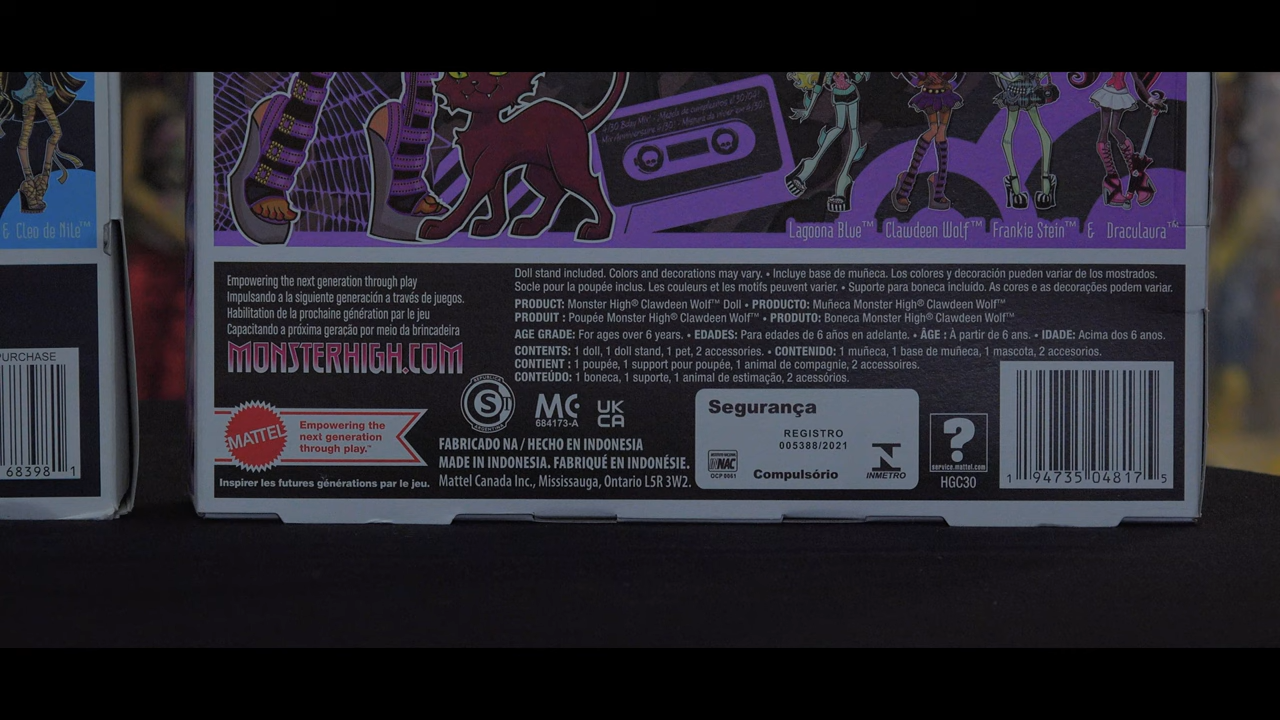 & Cleo de Nile™
PURCHASE
68398 1
Lagoona Blue™ Clawdeen Wolf™ Frankie Stein™ & Draculaura™
Empowering the next generation through play
Impulsando a la siguiente generación a través de juegos.
Habilitation de la prochaine génération par le jeu
Capacitando a próxima geração por meio da brincadeira
MONSTERHIGH.COM
Doll stand included. Colors and decorations may vary. • Incluye base de muñeca. Los colores y decoración pueden variar de los mostrados.
Socle pour la poupée inclus. Les couleurs et les motifs peuvent varier. • Suporte para boneca incluído. As cores e as decorações podem variar.
PRODUCT: Monster High® Clawdeen Wolf™ Doll • PRODUCTO: Muñeca Monster High® Clawdeen Wolf™
PRODUIT : Poupée Monster High® Clawdeen Wolf™ • PRODUTO: Boneca Monster High® Clawdeen Wolf™
AGE GRADE: For ages over 6 years. • EDADES: Para edades de 6 años en adelante. • ÂGE : À partir de 6 ans. • IDADE: Acima dos 6 anos.
CONTENTS: 1 doll, 1 doll stand, 1 pet, 2 accessories. • CONTENIDO: 1 muñeca, 1 base de muñeca, 1 mascota, 2 accesorios.
CONTIENT : 1 poupée, 1 support pour poupée, 1 animal de compagnie, 2 accessoires.
CONTEÚDO: 1 boneca, 1 suporte, 1 animal de estimação, 2 acessórios.
MATTEL
Empowering the
next generation
through play.™
Inspirer les futures générations par le jeu.
S
684173-A
UK
CA
FABRICADO NA / HECHO EN INDONESIA
MADE IN INDONESIA. FABRIQUÉ EN INDONÉSIE.
Mattel Canada Inc., Mississauga, Ontario L5R 3W2.
Segurança
REGISTRO
005388/2021
NAC
OCP 0061
Compulsório
INMETRO
?
service.mattel.com
HGC30
1 94735 04817 5